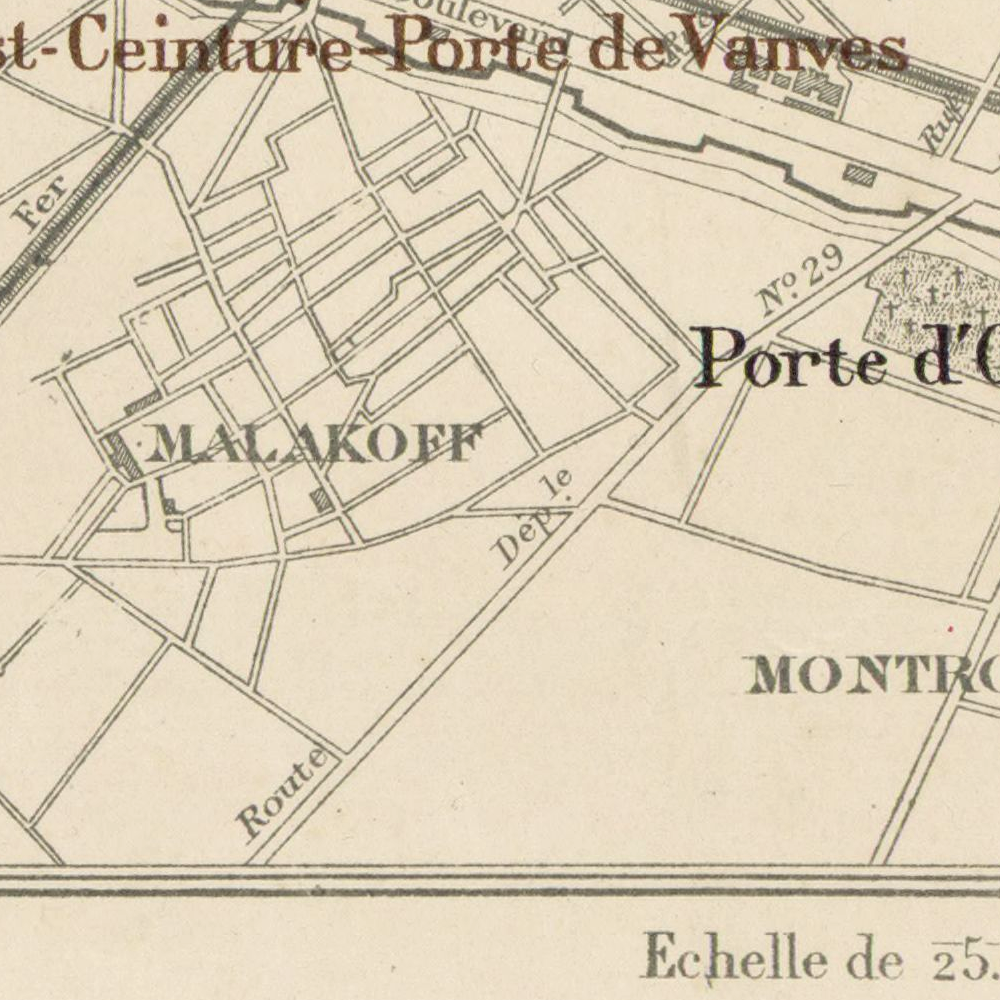 Boulevard
st-Ceinture-Porte de Vanves
Rue
Fer
No. 29
Porte d'O
MALAKOFF
Dép.le
MONTRO
Route
Echelle de 25.